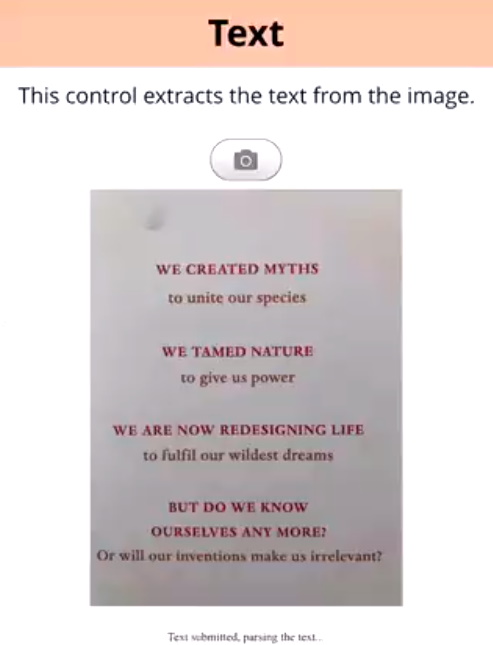 Text
This control extracts the text from the image.
WE CREATED MYTHS
to unite our species
WE TAMED NATURE
to give us power
WE ARE NOW REDESIGNING LIFE
to fulfil our wildest dreams
BUT DO WE KNOW
OURSELVES ANY MORE?
Or will our inventions make us irrelevant?
Text submitted, parsing the text...